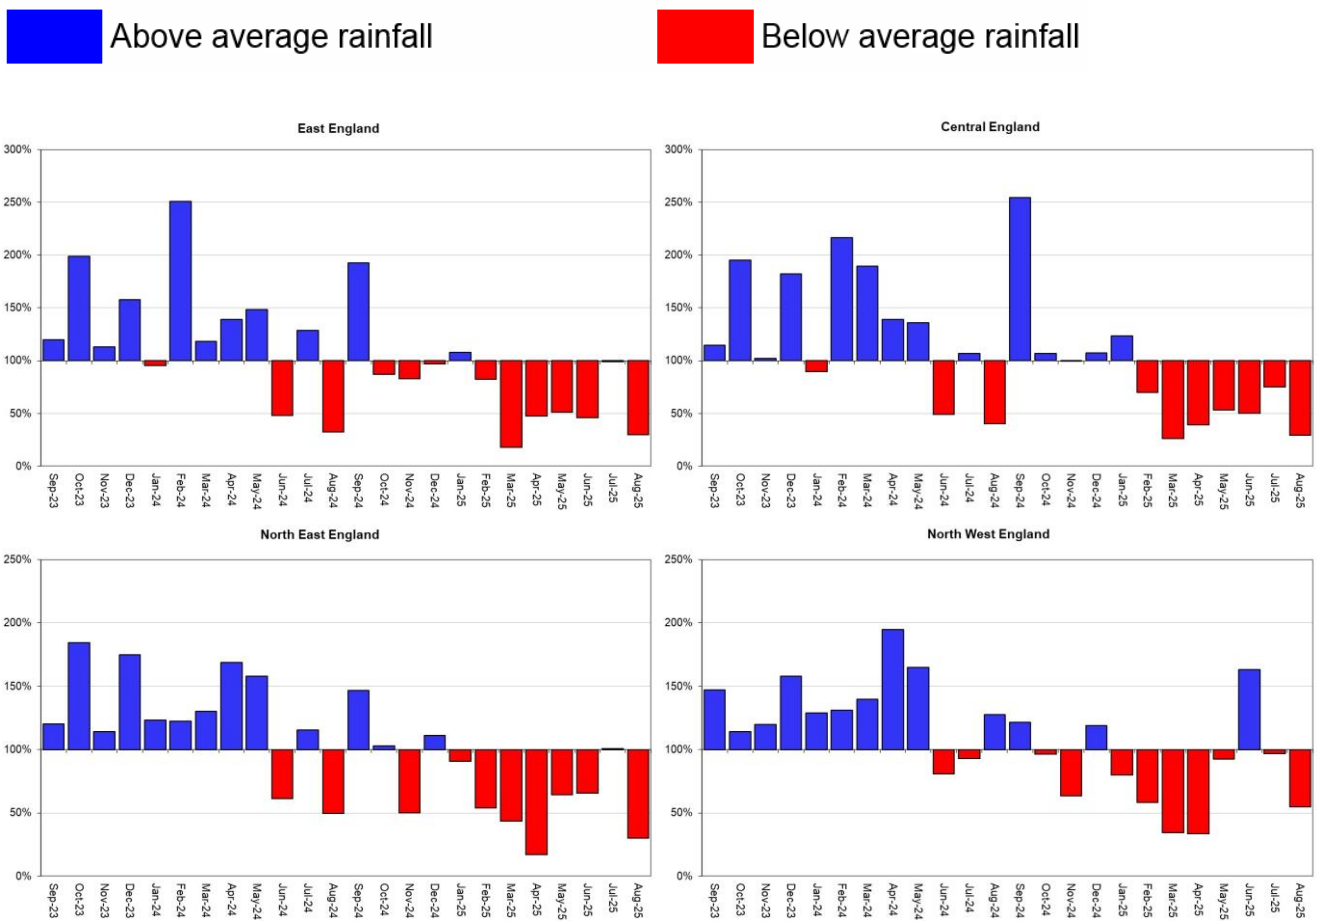 Above average rainfall
Below average rainfall
East England
300%
250%
200%
150%
100%
50%
0%
Sep-23 Oct-23 Nov-23 Dec-23 Jan-24 Feb-24 Mar-24 Apr-24 May-24 Jun-24 Jul-24 Aug-24 Sep-24 Oct-24 Nov-24 Dec-24 Jan-25 Feb-25 Mar-25 Apr-25 May-25 Jun-25 Jul-25 Aug-25
Central England
300%
250%
200%
150%
100%
50%
0%
Sep-23 Oct-23 Nov-23 Dec-23 Jan-24 Feb-24 Mar-24 Apr-24 May-24 Jun-24 Jul-24 Aug-24 Sep-24 Oct-24 Nov-24 Dec-24 Jan-25 Feb-25 Mar-25 Apr-25 May-25 Jun-25 Jul-25 Aug-25
North East England
250%
200%
150%
100%
50%
0%
Sep-23 Oct-23 Nov-23 Dec-23 Jan-24 Feb-24 Mar-24 Apr-24 May-24 Jun-24 Jul-24 Aug-24 Sep-24 Oct-24 Nov-24 Dec-24 Jan-25 Feb-25 Mar-25 Apr-25 May-25 Jun-25 Jul-25 Aug-25
North West England
250%
200%
150%
100%
50%
0%
Sep-23 Oct-23 Nov-23 Dec-23 Jan-24 Feb-24 Mar-24 Apr-24 May-24 Jun-24 Jul-24 Aug-24 Sep-24 Oct-24 Nov-24 Dec-24 Jan-25 Feb-25 Mar-25 Apr-25 May-25 Jun-25 Jul-25 Aug-25